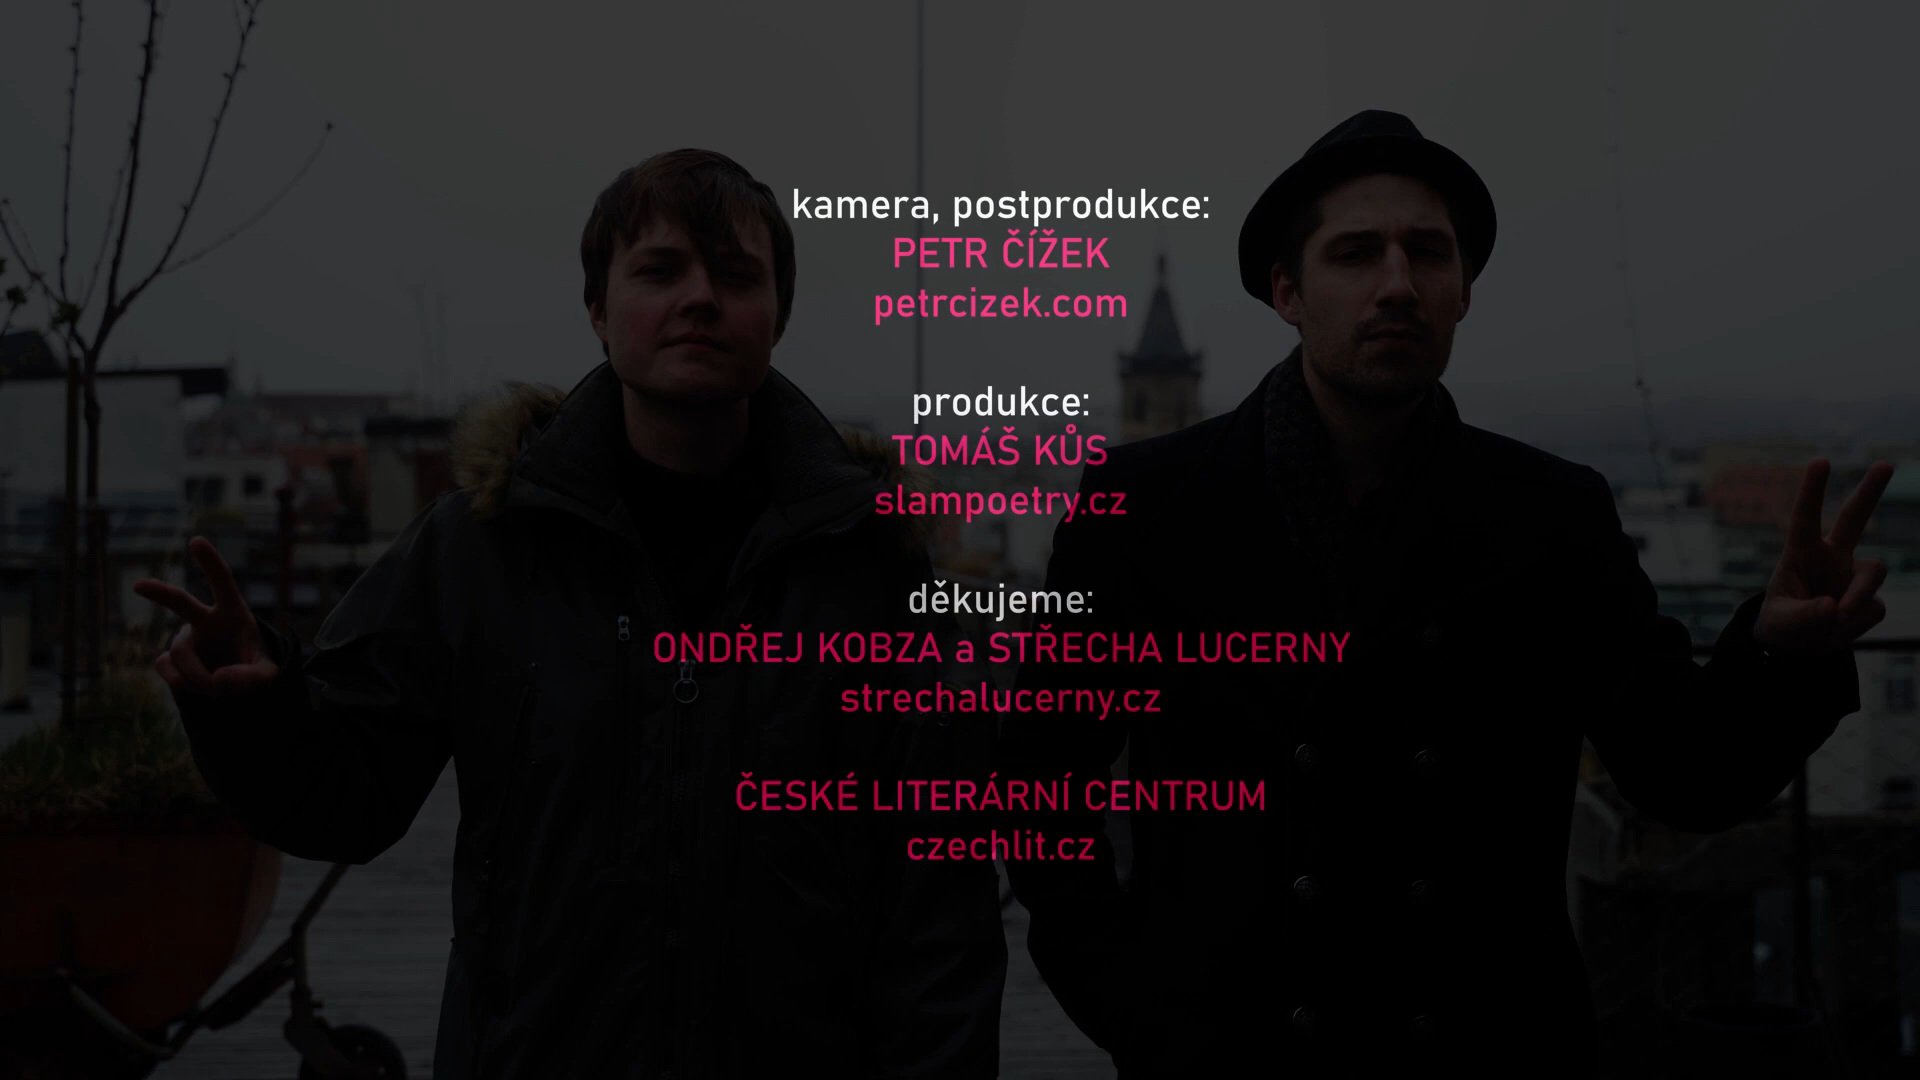 kamera, postprodukce:
PETR ČÍŽEK
petrcizek.com
produkce:
TOMÁŠ KŮS
slampoetry.cz
děkujeme:
ONDŘEJ KOBZA a STŘECHA LUCERNY
strechalucerny.cz
ČESKÉ LITERÁRNÍ CENTRUM
czechlit.cz